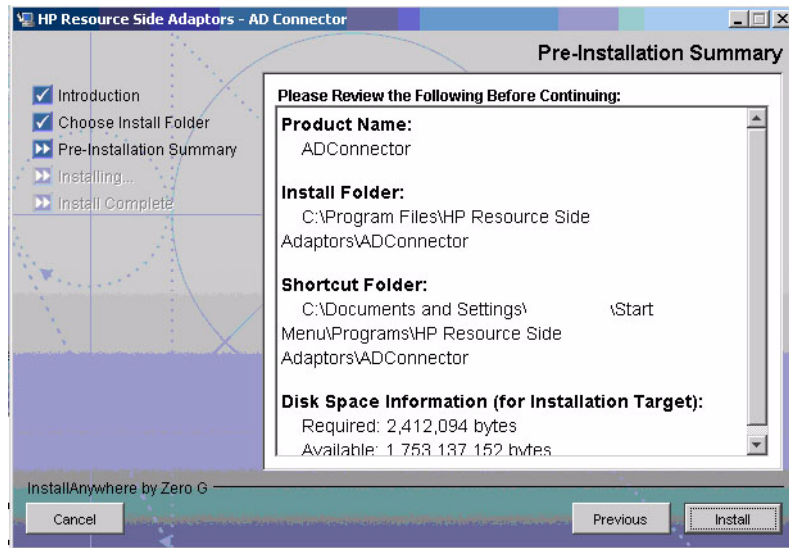 HP Resource Side Adaptors - AD Connector
Pre-Installation Summary
Introduction
Choose Install Folder
Pre-Installation Summary
Installing...
Install Complete
Please Review the Following Before Continuing:
Product Name:
ADConnector
Install Folder:
C:\Program Files\HP Resource Side
Adaptors\ADConnector
Shortcut Folder:
C:\Documents and Settings\ \Start
Menu\Programs\HP Resource Side
Adaptors\ADConnector
Disk Space Information (for Installation Target):
Required: 2,412,094 bytes
Available: 1,753,137,152 bytes
InstallAnywhere by Zero G
Cancel
Previous
Install